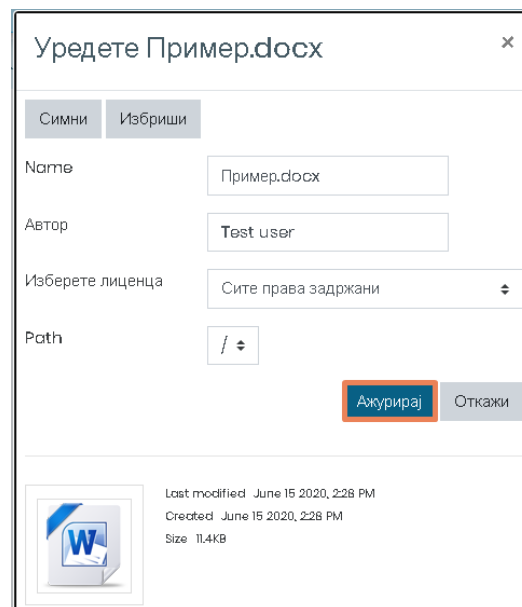 Уредете Пример.docx
×
Симни Избриши
Name Пример.docx
Автор Test user
Изберете лиценца Сите права задржани
Path /
Ажурирај Откажи
Last modified June 15 2020, 2:28 PM
Created June 15 2020, 2:28 PM
Size 11.4KB
W